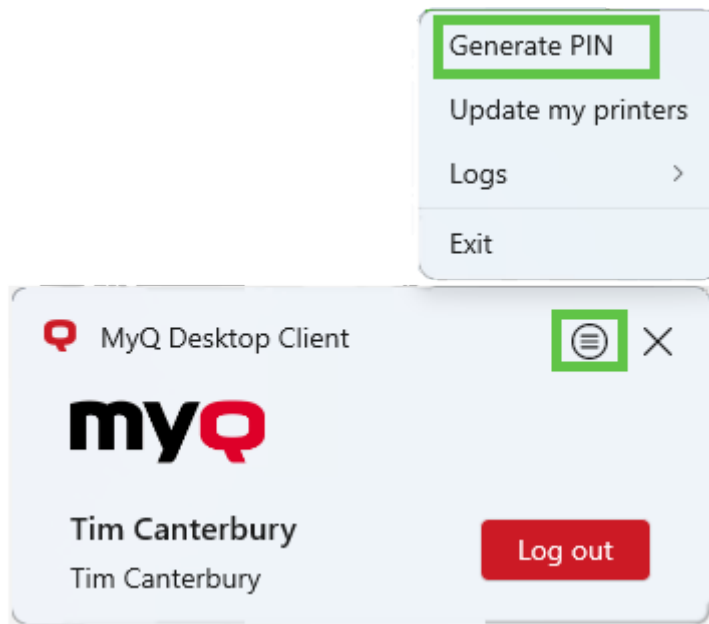 Generate PIN
Update my printers
Logs
Exit
MyQ Desktop Client
myQ
Tim Canterbury
Tim Canterbury
Log out